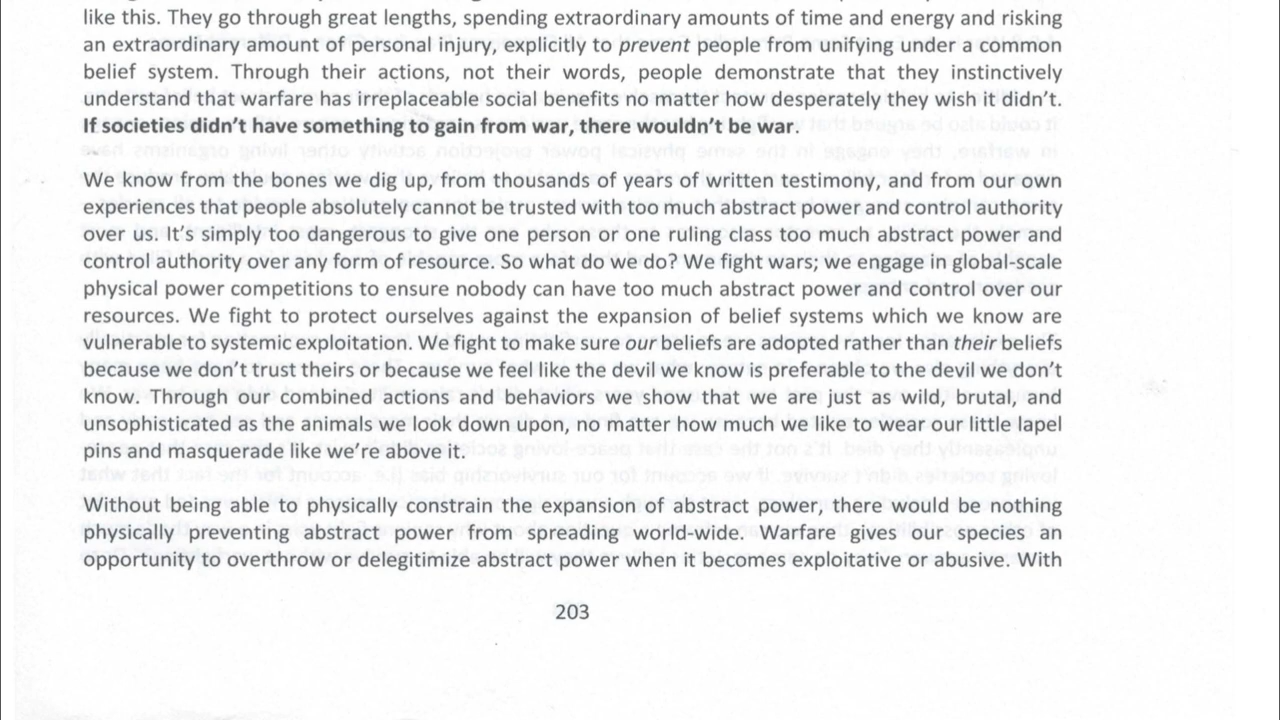 like this. They go through great lengths, spending extraordinary amounts of time and energy and risking
an extraordinary amount of personal injury, explicitly to prevent people from unifying under a common
belief system. Through their actions, not their words, people demonstrate that they instinctively
understand that warfare has irreplaceable social benefits no matter how desperately they wish it didn't.
If societies didn't have something to gain from war, there wouldn't be war.
We know from the bones we dig up, from thousands of years of written testimony, and from our own
experiences that people absolutely cannot be trusted with too much abstract power and control authority
over us. It's simply too dangerous to give one person or one ruling class too much abstract power and
control authority over any form of resource. So what do we do? We fight wars; we engage in global-scale
physical power competitions to ensure nobody can have too much abstract power and control over our
resources. We fight to protect ourselves against the expansion of belief systems which we know are
vulnerable to systemic exploitation. We fight to make sure our beliefs are adopted rather than their beliefs
because we don't trust theirs or because we feel like the devil we know is preferable to the devil we don't
know. Through our combined actions and behaviors we show that we are just as wild, brutal, and
unsophisticated as the animals we look down upon, no matter how much we like to wear our little lapel
pins and masquerade like we're above it.
Without being able to physically constrain the expansion of abstract power, there would be nothing
physically preventing abstract power from spreading world-wide. Warfare gives our species an
opportunity to overthrow or delegitimize abstract power when it becomes exploitative or abusive. With
203